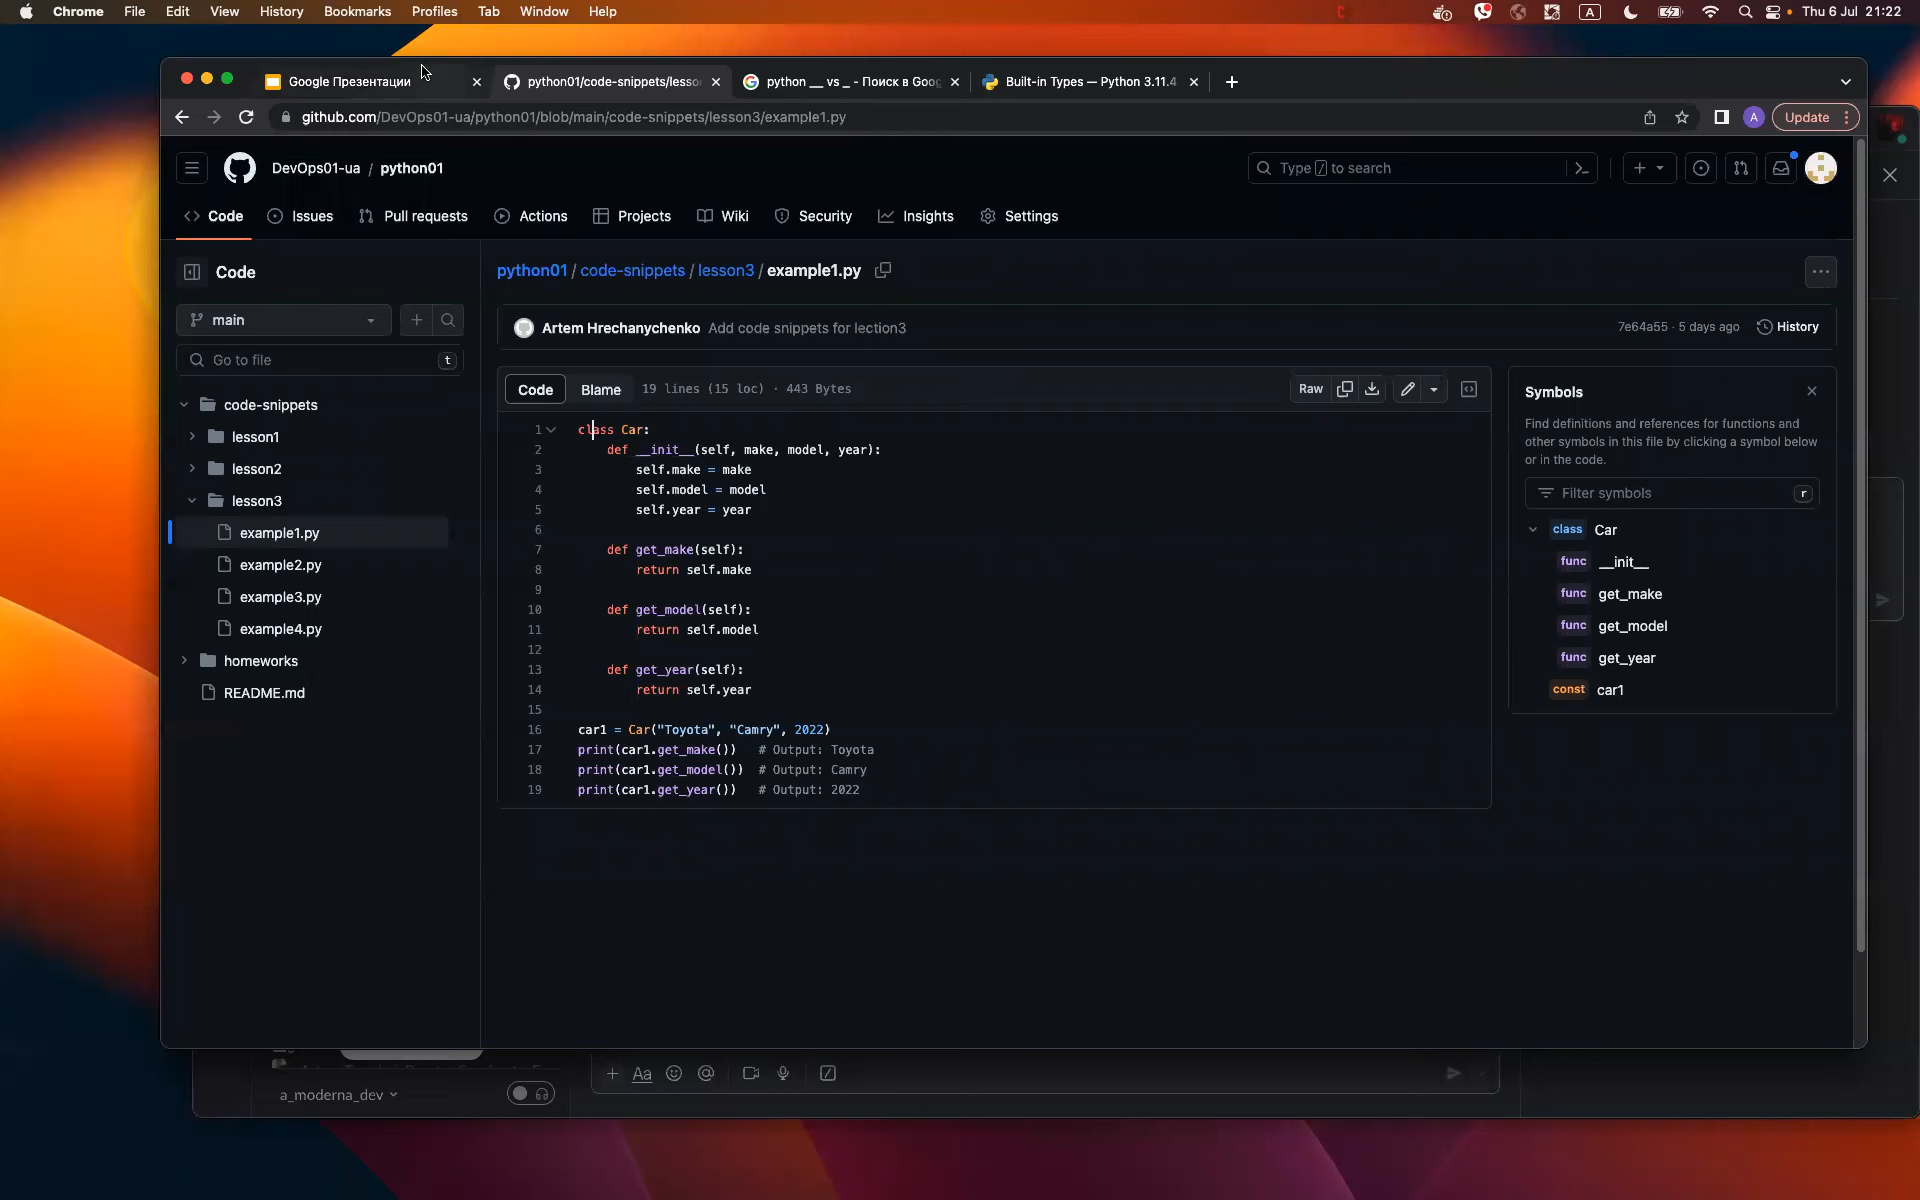 Chrome File Edit View History Bookmarks Profiles Tab Window Help
A Thu 6 Jul 21:22
Google Презентации
python01/code-snippets/lesso
python __ vs _ - Поиск в Goog
Built-in Types — Python 3.11.4
github.com/DevOps01-ua/python01/blob/main/code-snippets/lesson3/example1.py
A
Update
DevOps01-ua / python01
Type / to search
Code Issues Pull requests Actions Projects Wiki Security Insights Settings
Code
main
Go to file t
code-snippets
lesson1
lesson2
lesson3
example1.py
example2.py
example3.py
example4.py
homeworks
README.md
python01 / code-snippets / lesson3 / example1.py
Artem Hrechanychenko Add code snippets for lection3
7e64a55 · 5 days ago History
Code Blame 19 lines (15 loc) · 443 Bytes
Raw
1 class Car:
2 def __init__(self, make, model, year):
3 self.make = make
4 self.model = model
5 self.year = year
6
7 def get_make(self):
8 return self.make
9
10 def get_model(self):
11 return self.model
12
13 def get_year(self):
14 return self.year
15
16 car1 = Car("Toyota", "Camry", 2022)
17 print(car1.get_make()) # Output: Toyota
18 print(car1.get_model()) # Output: Camry
19 print(car1.get_year()) # Output: 2022
Symbols
Find definitions and references for functions and
other symbols in this file by clicking a symbol below
or in the code.
Filter symbols r
class Car
func __init__
func get_make
func get_model
func get_year
const car1
a_moderna_dev
Aa